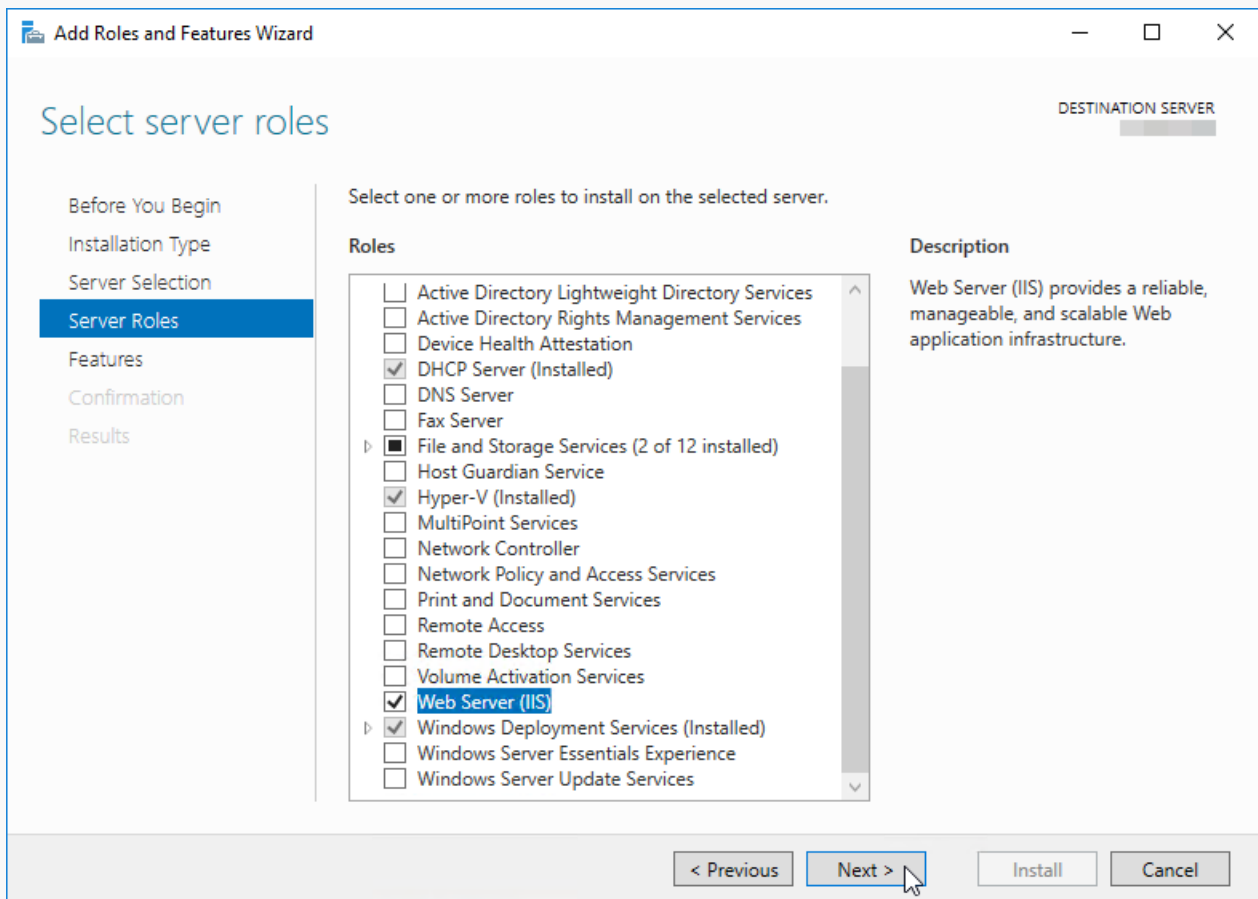 Add Roles and Features Wizard
Select server roles
DESTINATION SERVER
Before You Begin
Installation Type
Server Selection
Server Roles
Features
Confirmation
Results
Select one or more roles to install on the selected server.
Roles
Active Directory Lightweight Directory Services
Active Directory Rights Management Services
Device Health Attestation
DHCP Server (Installed)
DNS Server
Fax Server
File and Storage Services (2 of 12 installed)
Host Guardian Service
Hyper-V (Installed)
MultiPoint Services
Network Controller
Network Policy and Access Services
Print and Document Services
Remote Access
Remote Desktop Services
Volume Activation Services
Web Server (IIS)
Windows Deployment Services (Installed)
Windows Server Essentials Experience
Windows Server Update Services
Description
Web Server (IIS) provides a reliable,
manageable, and scalable Web
application infrastructure.
< Previous
Next >
Install
Cancel